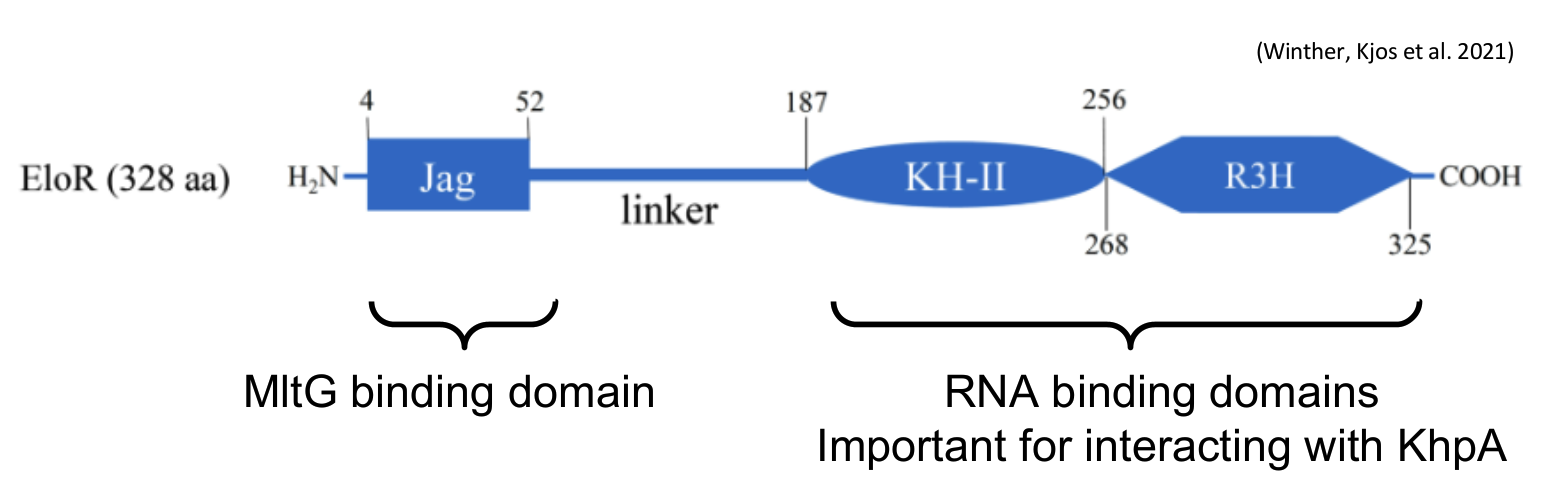 (Winther, Kjos et al. 2021)
4 52 187 256
EloR (328 aa) H₂N Jag KH-II R3H COOH
linker
268 325
MltG binding domain RNA binding domains
Important for interacting with KhpA